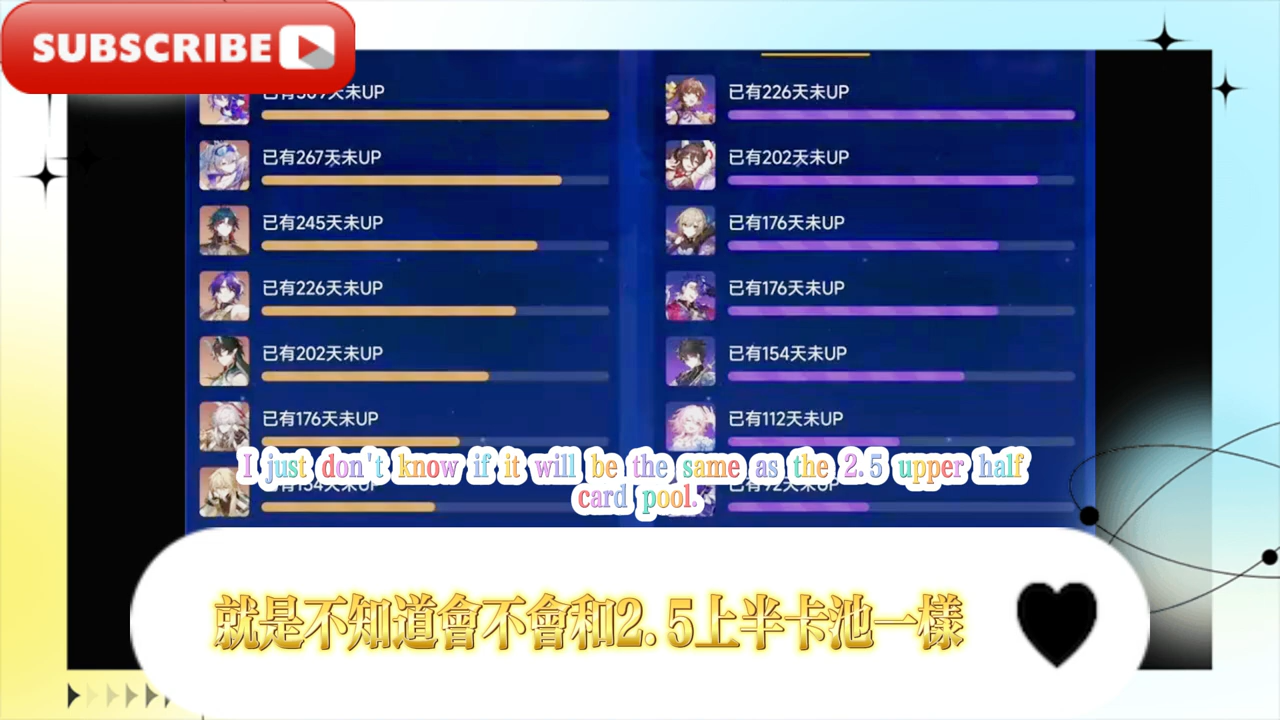 SUBSCRIBE
天未UP
已有226天未UP
已有267天未UP
已有202天未UP
已有245天未UP
已有176天未UP
已有226天未UP
已有176天未UP
已有202天未UP
已有154天未UP
已有176天未UP
已有112天未UP
I just don't know if it will be the same as the 2.5 upper half
card pool.
就是不知道會不會和2.5上半卡池一樣